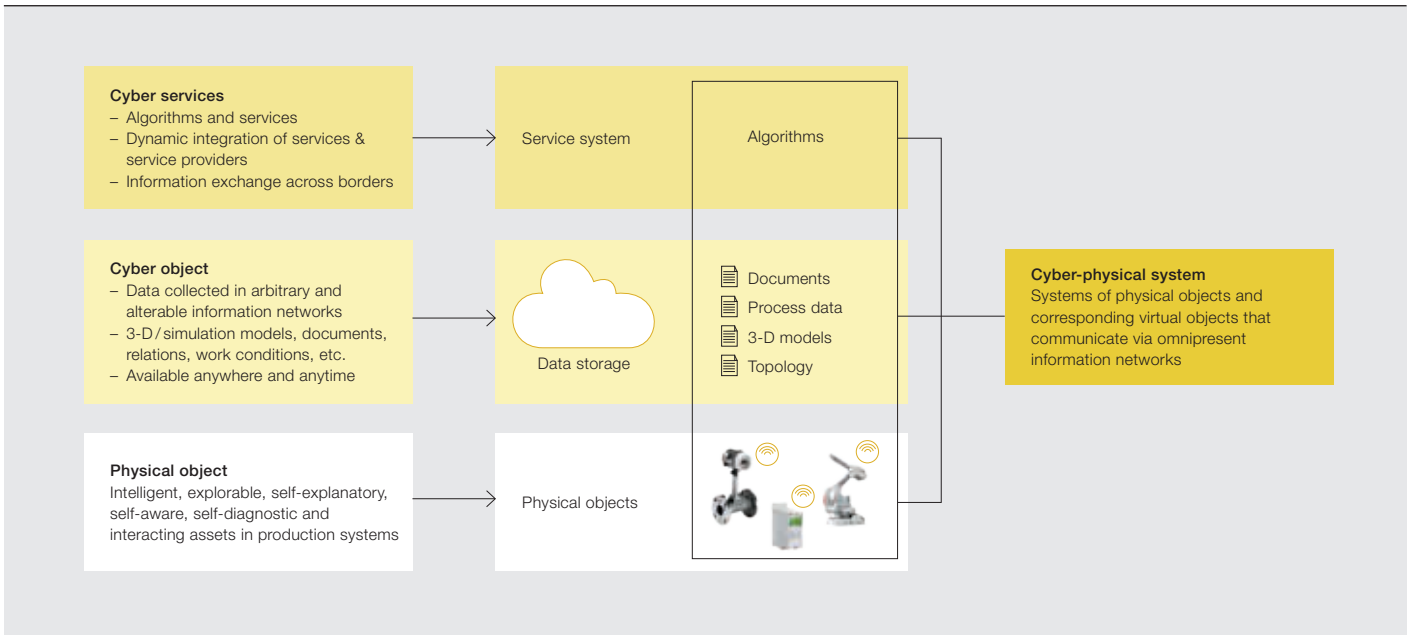 Cyber services
– Algorithms and services
– Dynamic integration of services &
service providers
– Information exchange across borders
Service system
Algorithms
Cyber object
– Data collected in arbitrary and
alterable information networks
– 3-D / simulation models, documents,
relations, work conditions, etc.
– Available anywhere and anytime
Data storage
Documents
Process data
3-D models
Topology
Physical object
Intelligent, explorable, self-explanatory,
self-aware, self-diagnostic and
interacting assets in production systems
Physical objects
Cyber-physical system
Systems of physical objects and
corresponding virtual objects that
communicate via omnipresent
information networks